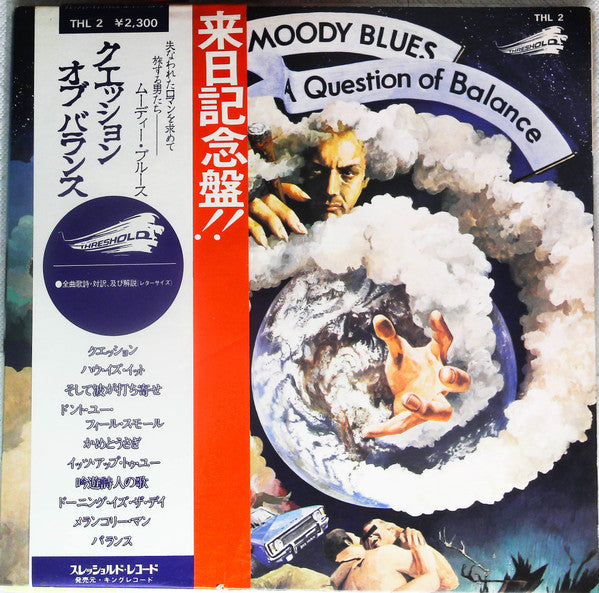 THL 2 ¥2,300
失なわれたロマンを求めて
旅する男たち――
ムーディー・ブルース
クエッション
オブ バランス
THRESHOLD
●全曲歌詩・対訳、及び解説(レターサイズ)
クエッション
ハウ・イズ・イット
そして波が打ち寄せ
ドント・ユー・
フィール・スモール
かめとうさぎ
イッツ・アップ・トゥ・ユー
吟遊詩人の歌
ドーニング・イズ・ザ・デイ
メランコリー・マン
バランス
スレッショルド・レコード
発売元・キングレコード
来日記念盤!!
MOODY BLUES
A Question of Balance
THL 2
THRESHOLD